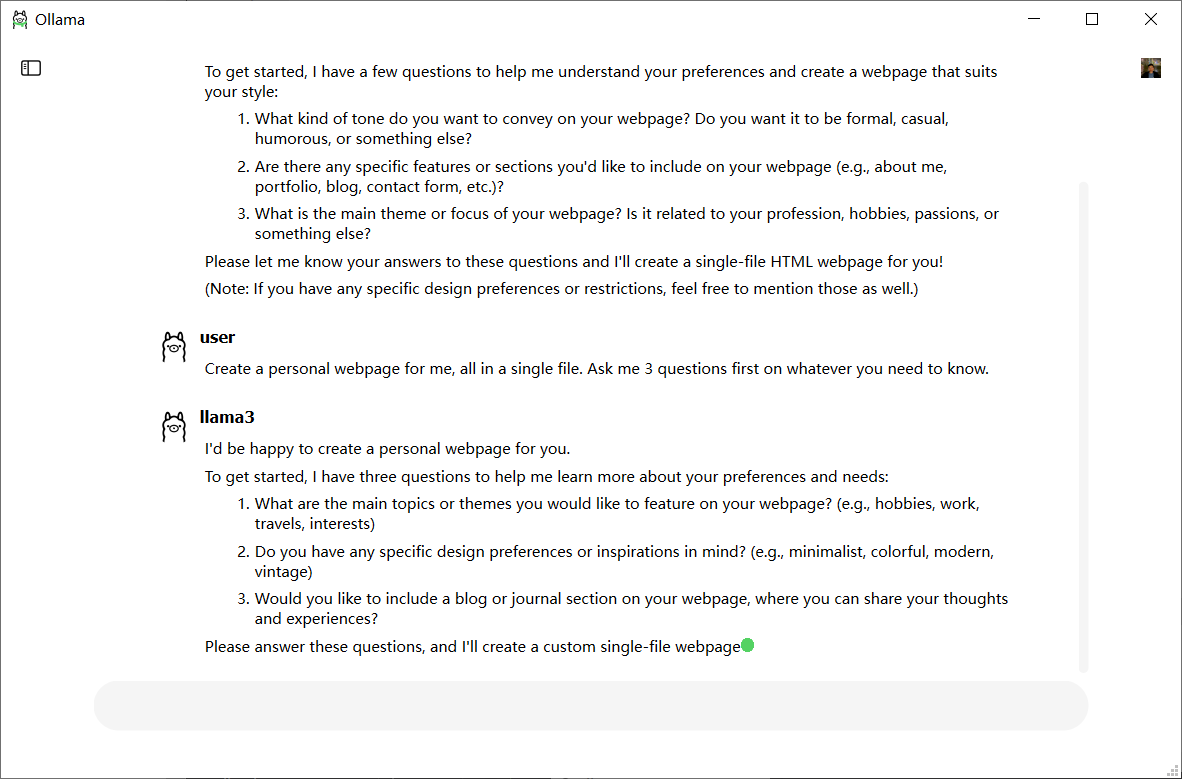 Ollama
To get started, I have a few questions to help me understand your preferences and create a webpage that suits
your style:
1. What kind of tone do you want to convey on your webpage? Do you want it to be formal, casual,
humorous, or something else?
2. Are there any specific features or sections you'd like to include on your webpage (e.g., about me,
portfolio, blog, contact form, etc.)?
3. What is the main theme or focus of your webpage? Is it related to your profession, hobbies, passions, or
something else?
Please let me know your answers to these questions and I'll create a single-file HTML webpage for you!
(Note: If you have any specific design preferences or restrictions, feel free to mention those as well.)
user
Create a personal webpage for me, all in a single file. Ask me 3 questions first on whatever you need to know.
llama3
I'd be happy to create a personal webpage for you.
To get started, I have three questions to help me learn more about your preferences and needs:
1. What are the main topics or themes you would like to feature on your webpage? (e.g., hobbies, work,
travels, interests)
2. Do you have any specific design preferences or inspirations in mind? (e.g., minimalist, colorful, modern,
vintage)
3. Would you like to include a blog or journal section on your webpage, where you can share your thoughts
and experiences?
Please answer these questions, and I'll create a custom single-file webpage